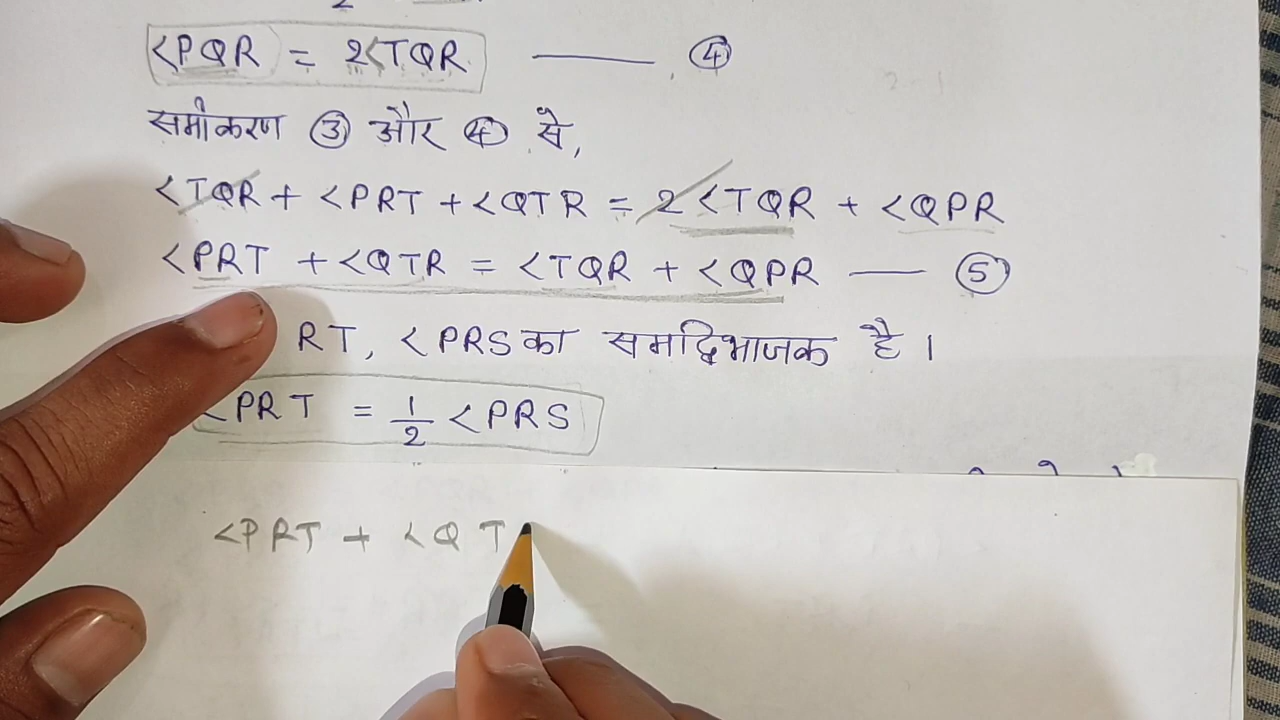 2
<PQR = 2<TQR —— ④
समीकरण ③ और ④ से,
<TQR + <PRT + <QTR = 2<TQR + <QPR
<PRT + <QTR = <TQR + <QPR —— ⑤
RT, <PRS का समद्विभाजक है।
<PRT = 1/2 <PRS
<PRT + <QT